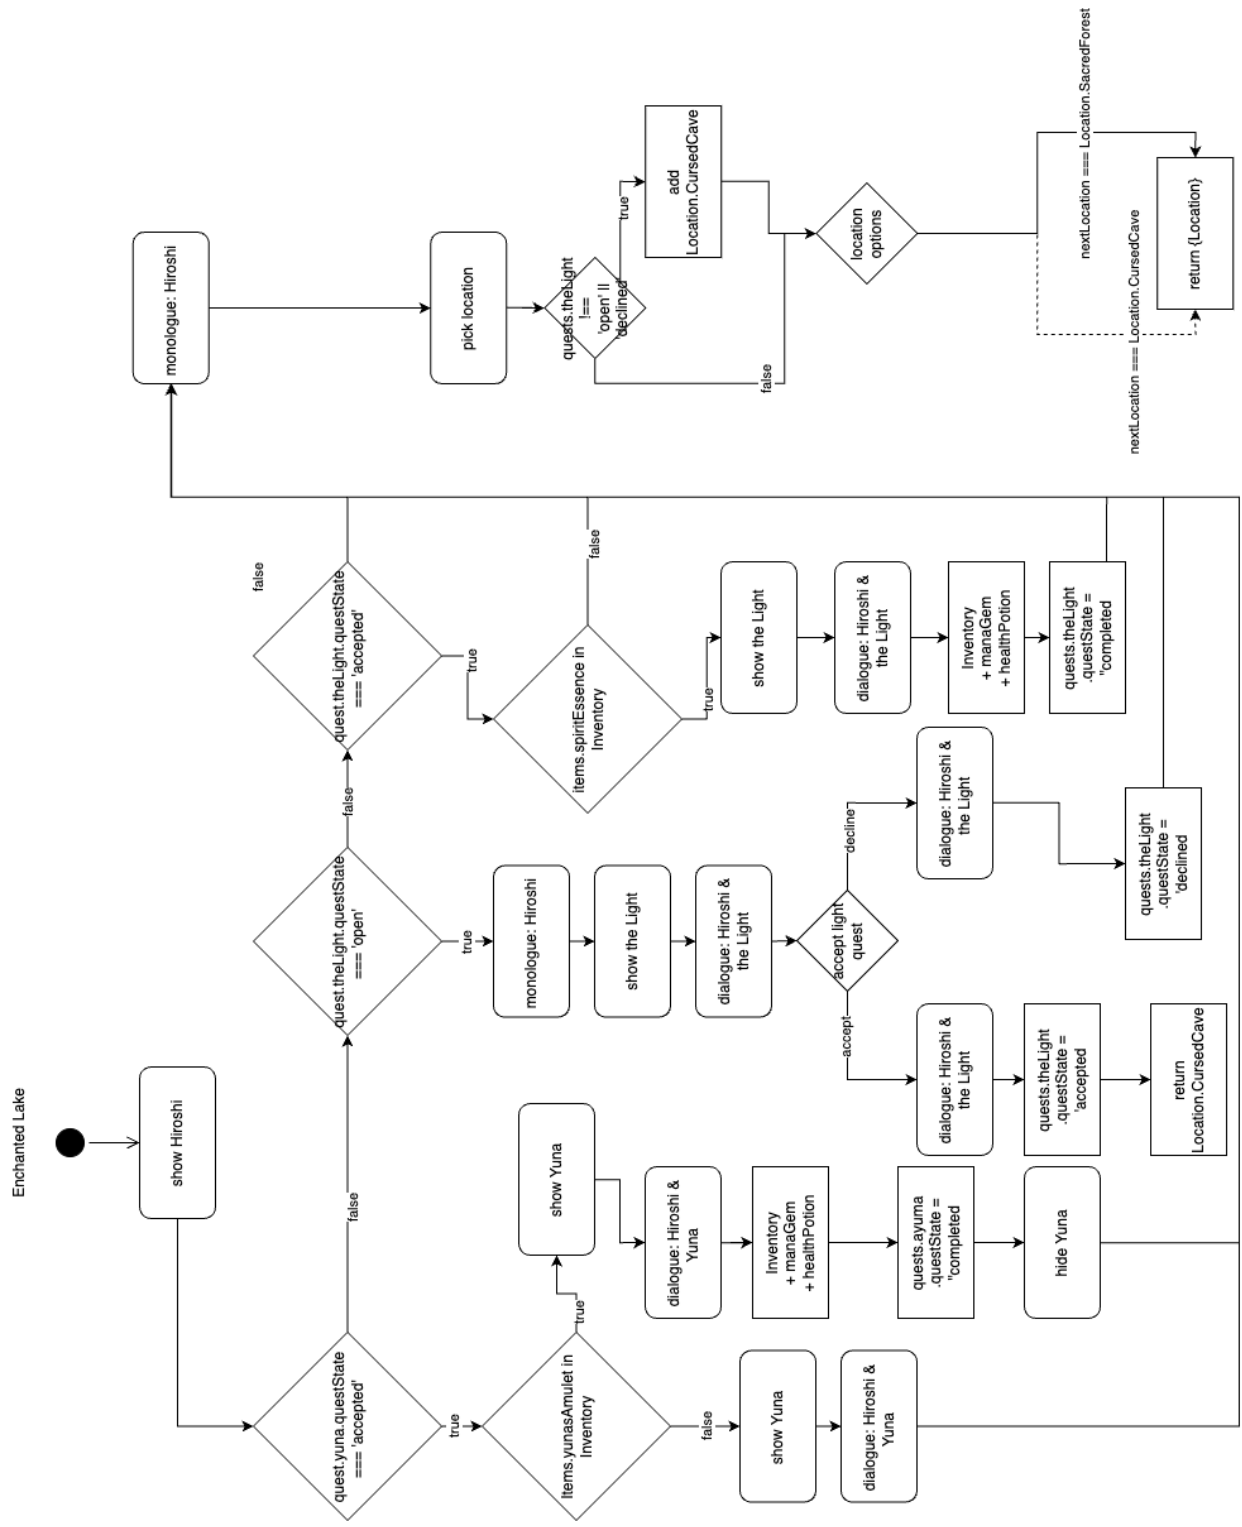 Enchanted Lake
show Hiroshi
quest.yuna.questState
=== 'accepted'
false
true
Items.yunasAmulet in
Inventory
true
false
show Yuna
dialogue: Hiroshi &
Yuna
Inventory
+ manaGem
+ healthPotion
quests.ayuma
.questState =
"completed
hide Yuna
show Yuna
dialogue: Hiroshi &
Yuna
quest.theLight.questState
=== 'open'
false
true
monologue: Hiroshi
show the Light
dialogue: Hiroshi &
the Light
accept light
quest
accept
decline
dialogue: Hiroshi &
the Light
quests.theLight
.questState =
'accepted
return
Location.CursedCave
dialogue: Hiroshi &
the Light
quests.theLight
.questState =
'declined
quest.theLight.questState
=== 'accepted'
false
true
items.spiritEssence in
Inventory
false
true
show the Light
dialogue: Hiroshi &
the Light
Inventory
+ manaGem
+ healthPotion
quests.theLight
.questState =
"completed
monologue: Hiroshi
pick location
quests.theLight
!==
'open' ||
'declined
true
false
add
Location.CursedCave
location
options
nextLocation === Location.SacredForest
nextLocation === Location.CursedCave
return {Location}